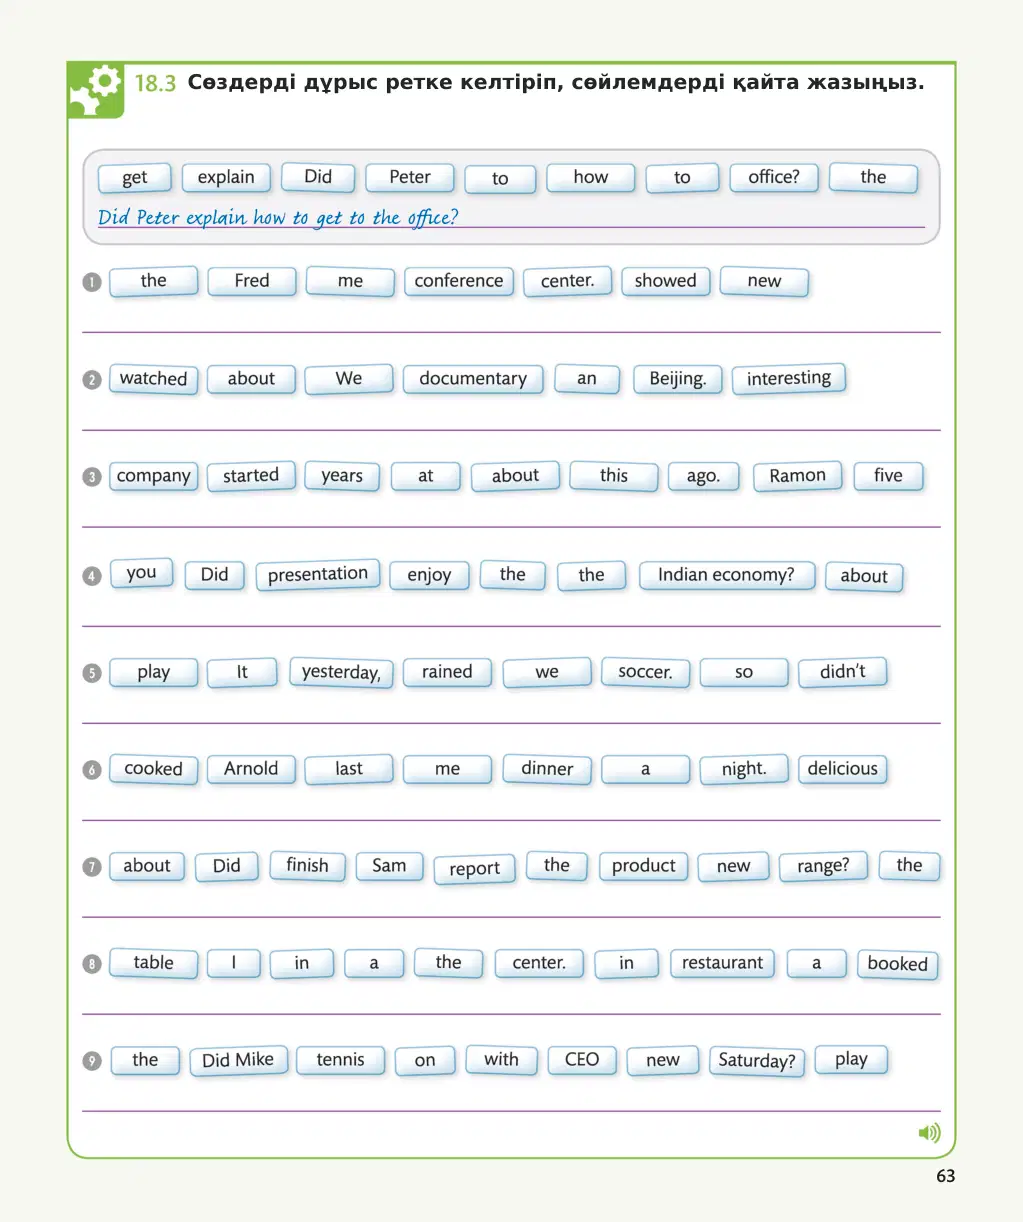 18.3 Сөздерді дұрыс ретке келтіріп, сөйлемдерді қайта жазыңыз.
get explain Did Peter to how to office? the
Did Peter explain how to get to the office?
1 the Fred me conference center. showed new
2 watched about We documentary an Beijing. interesting
3 company started years at about this ago. Ramon five
4 you Did presentation enjoy the the Indian economy? about
5 play It yesterday, rained we soccer. so didn't
6 cooked Arnold last me dinner a night. delicious
7 about Did finish Sam report the product new range? the
8 table I in a the center. in restaurant a booked
9 the Did Mike tennis on with CEO new Saturday? play
63